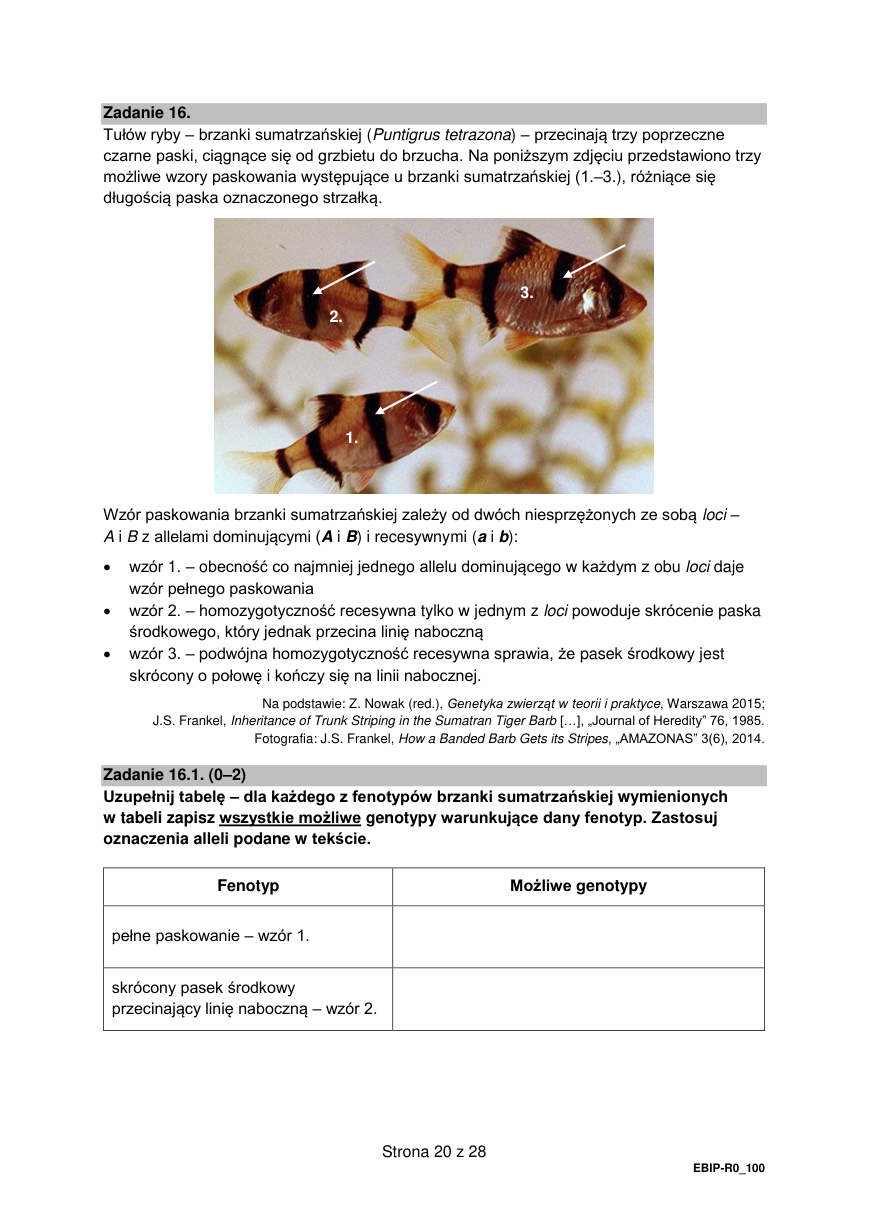 Zadanie 16.
Tułów ryby – brzanki sumatrzańskiej (Puntigrus tetrazona) – przecinają trzy poprzeczne
czarne paski, ciągnące się od grzbietu do brzucha. Na poniższym zdjęciu przedstawiono trzy
możliwe wzory paskowania występujące u brzanki sumatrzańskiej (1.–3.), różniące się
długością paska oznaczonego strzałką.
2.
3.
1.
Wzór paskowania brzanki sumatrzańskiej zależy od dwóch niesprzężonych ze sobą loci –
A i B z allelami dominującymi (A i B) i recesywnymi (a i b):
• wzór 1. – obecność co najmniej jednego allelu dominującego w każdym z obu loci daje
wzór pełnego paskowania
• wzór 2. – homozygotyczność recesywna tylko w jednym z loci powoduje skrócenie paska
środkowego, który jednak przecina linię naboczną
• wzór 3. – podwójna homozygotyczność recesywna sprawia, że pasek środkowy jest
skrócony o połowę i kończy się na linii nabocznej.
Na podstawie: Z. Nowak (red.), Genetyka zwierząt w teorii i praktyce, Warszawa 2015;
J.S. Frankel, Inheritance of Trunk Striping in the Sumatran Tiger Barb […], „Journal of Heredity” 76, 1985.
Fotografia: J.S. Frankel, How a Banded Barb Gets its Stripes, „AMAZONAS” 3(6), 2014.
Zadanie 16.1. (0–2)
Uzupełnij tabelę – dla każdego z fenotypów brzanki sumatrzańskiej wymienionych
w tabeli zapisz wszystkie możliwe genotypy warunkujące dany fenotyp. Zastosuj
oznaczenia alleli podane w tekście.
Fenotyp
Możliwe genotypy
pełne paskowanie – wzór 1.
skrócony pasek środkowy
przecinający linię naboczną – wzór 2.
Strona 20 z 28
EBIP-R0_100